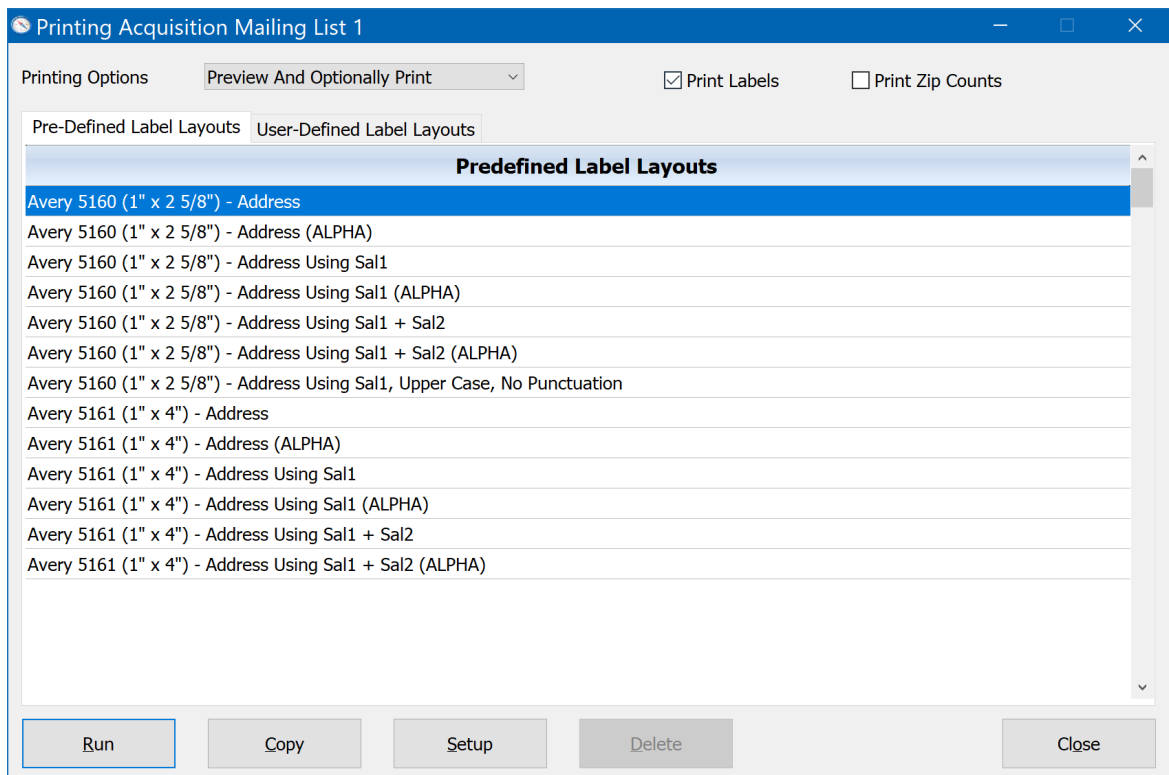 Printing Acquisition Mailing List 1
Printing Options
Preview And Optionally Print
Print Labels
Print Zip Counts
Pre-Defined Label Layouts
User-Defined Label Layouts
Predefined Label Layouts
Avery 5160 (1" x 2 5/8") - Address
Avery 5160 (1" x 2 5/8") - Address (ALPHA)
Avery 5160 (1" x 2 5/8") - Address Using Sal1
Avery 5160 (1" x 2 5/8") - Address Using Sal1 (ALPHA)
Avery 5160 (1" x 2 5/8") - Address Using Sal1 + Sal2
Avery 5160 (1" x 2 5/8") - Address Using Sal1 + Sal2 (ALPHA)
Avery 5160 (1" x 2 5/8") - Address Using Sal1, Upper Case, No Punctuation
Avery 5161 (1" x 4") - Address
Avery 5161 (1" x 4") - Address (ALPHA)
Avery 5161 (1" x 4") - Address Using Sal1
Avery 5161 (1" x 4") - Address Using Sal1 (ALPHA)
Avery 5161 (1" x 4") - Address Using Sal1 + Sal2
Avery 5161 (1" x 4") - Address Using Sal1 + Sal2 (ALPHA)
Run
Copy
Setup
Delete
Close